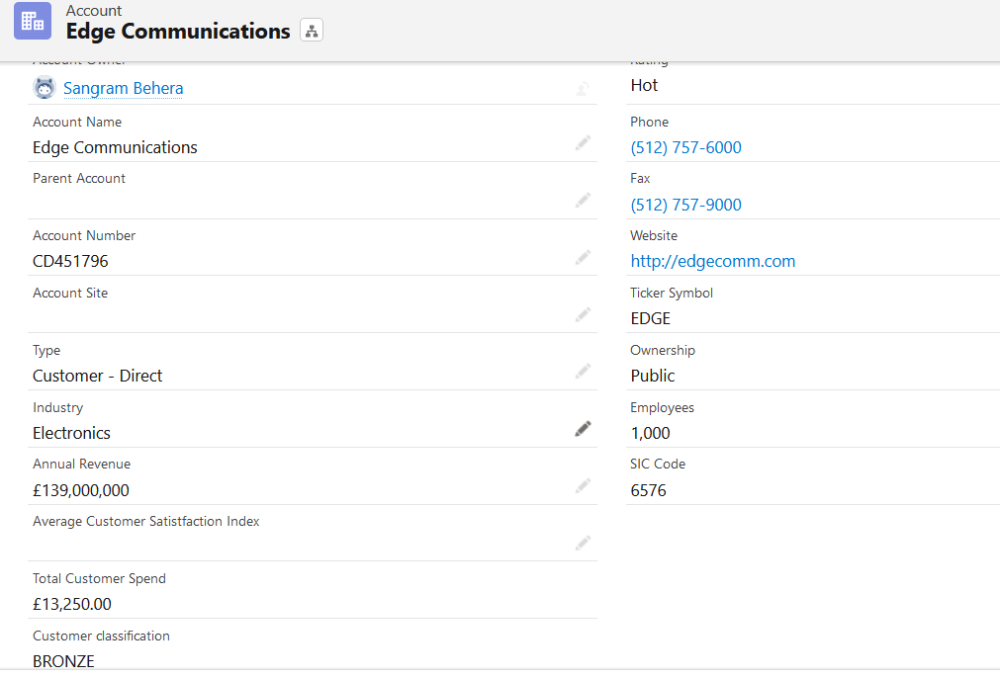 Account
Edge Communications
Account Owner
Sangram Behera
Account Name
Edge Communications
Parent Account
Account Number
CD451796
Account Site
Type
Customer - Direct
Industry
Electronics
Annual Revenue
£139,000,000
Average Customer Satistfaction Index
Total Customer Spend
£13,250.00
Customer classification
BRONZE
Rating
Hot
Phone
(512) 757-6000
Fax
(512) 757-9000
Website
http://edgecomm.com
Ticker Symbol
EDGE
Ownership
Public
Employees
1,000
SIC Code
6576